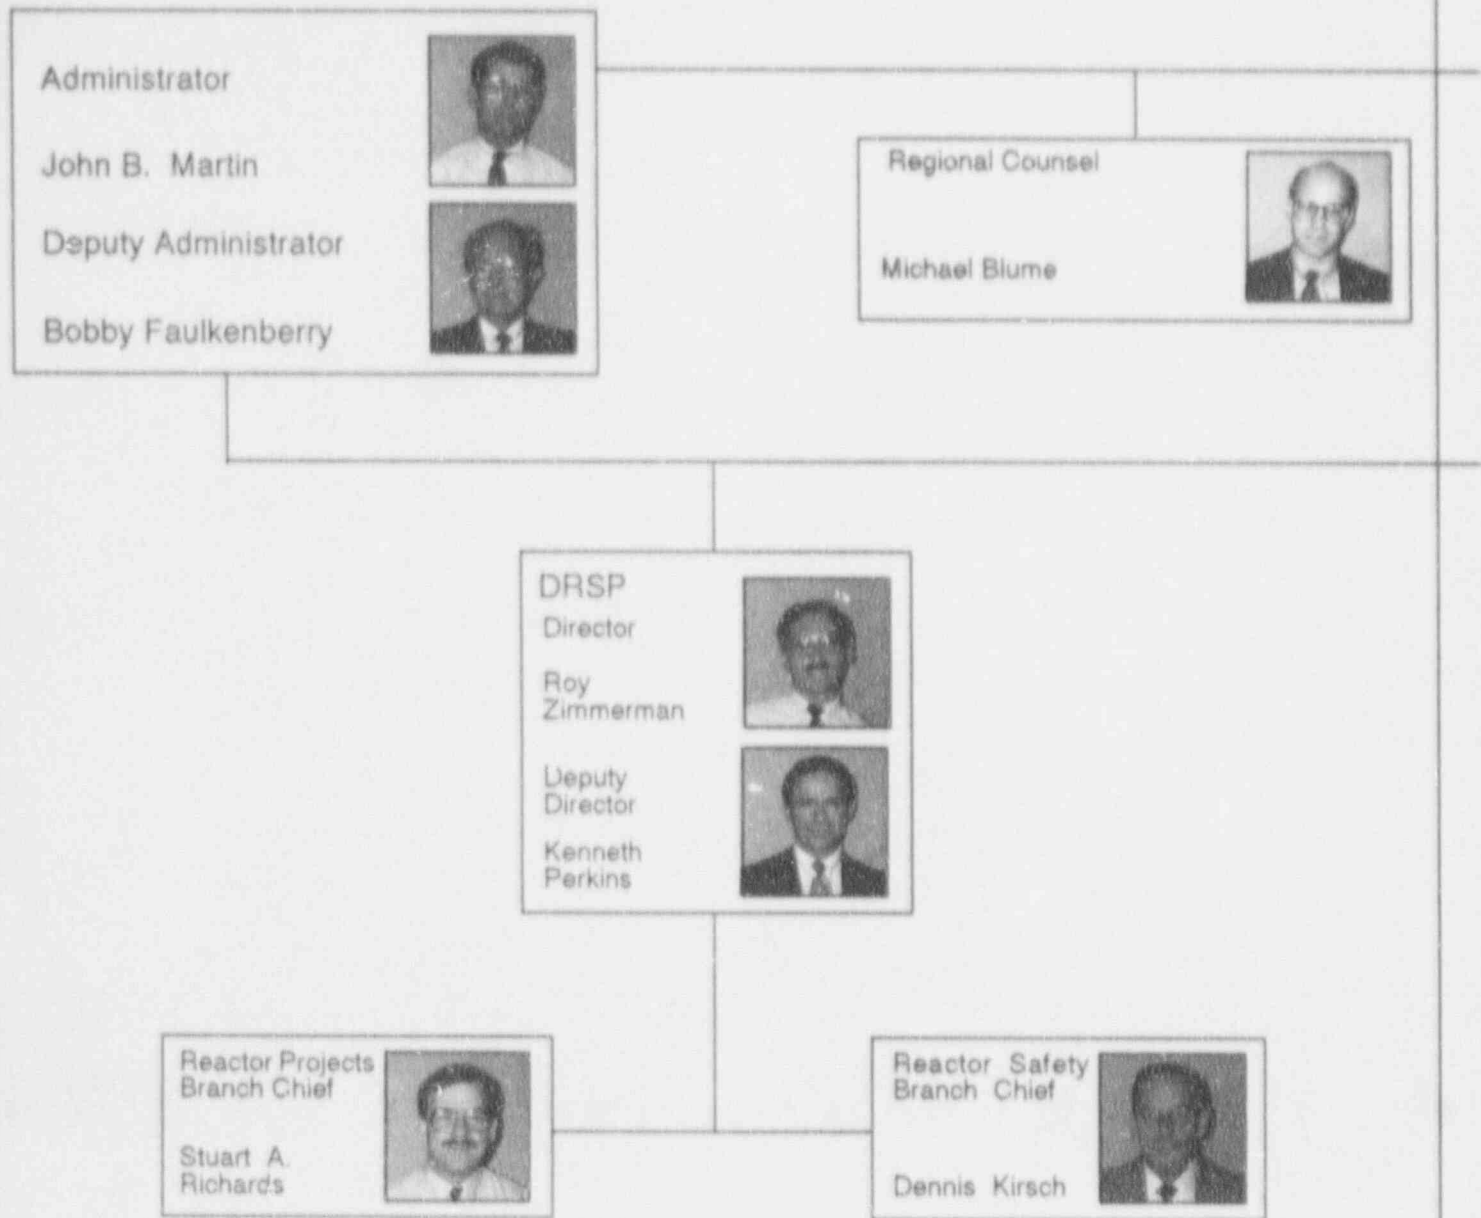 Administrator
John B. Martin
Deputy Administrator
Bobby Faulkenberry
Regional Counsel
Michael Blume
DRSP
Director
Roy
Zimmerman
Deputy
Director
Kenneth
Perkins
Reactor Projects
Branch Chief
Stuart A.
Richards
Reactor Safety
Branch Chief
Dennis Kirsch